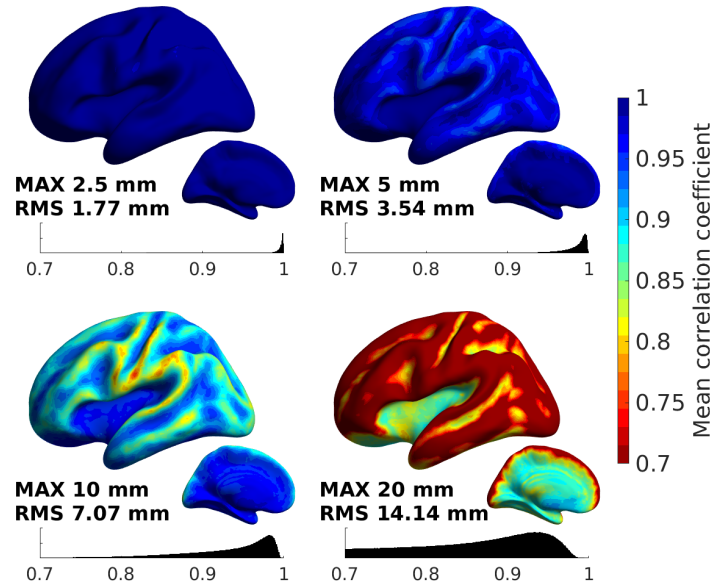 MAX 2.5 mm
RMS 1.77 mm
0.7 0.8 0.9 1
MAX 5 mm
RMS 3.54 mm
0.7 0.8 0.9 1
MAX 10 mm
RMS 7.07 mm
0.7 0.8 0.9 1
MAX 20 mm
RMS 14.14 mm
0.7 0.8 0.9 1
1
0.95
0.9
0.85
0.8
0.75
0.7
Mean correlation coefficient